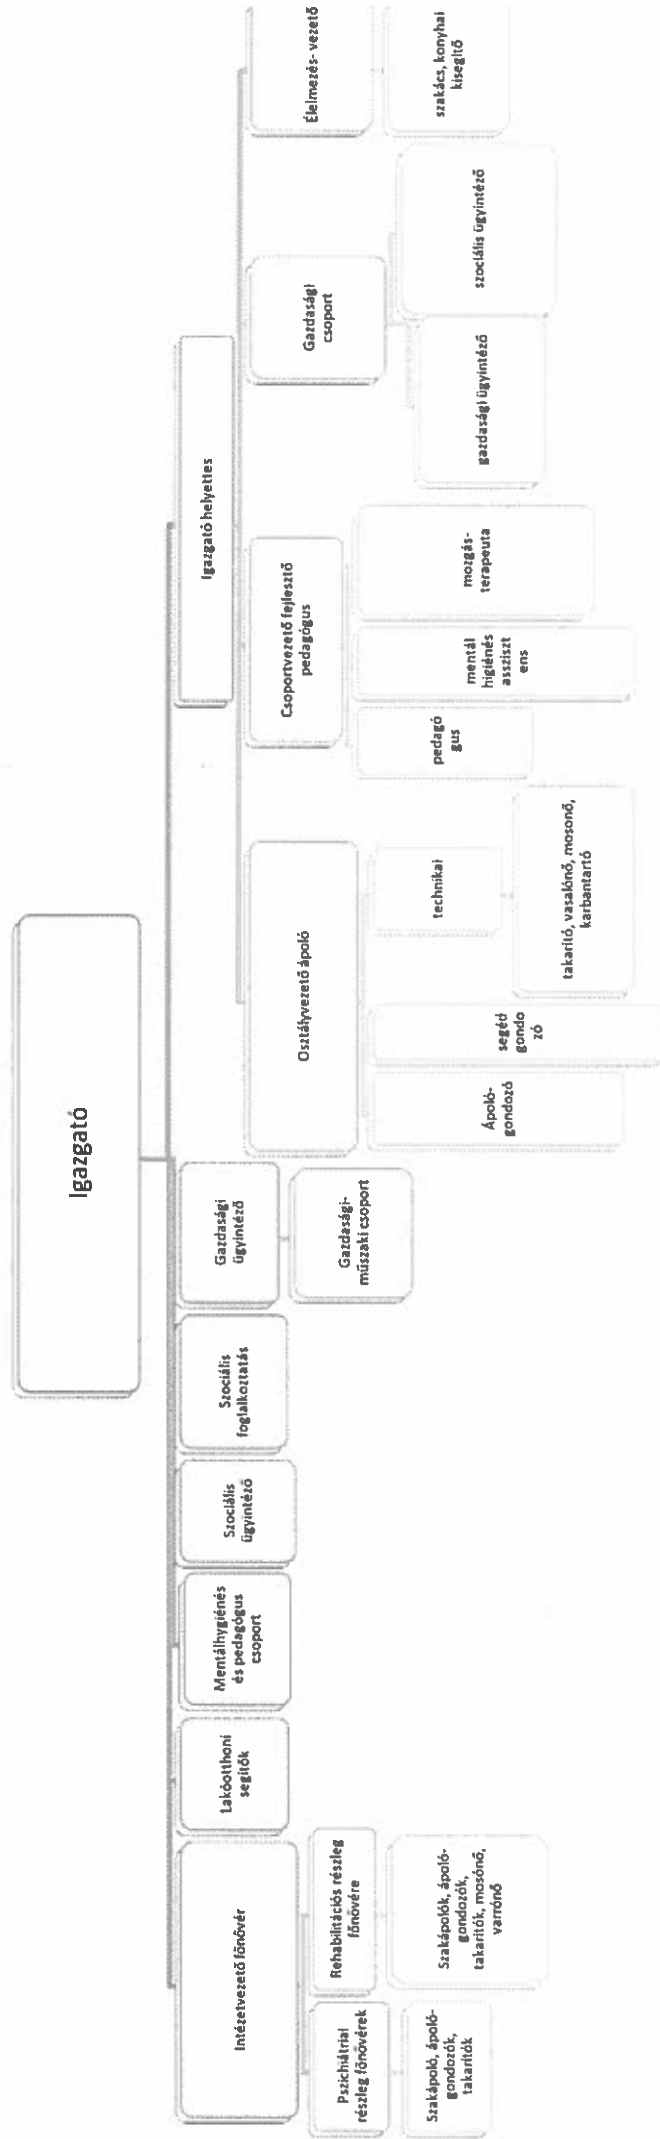 Igazgató
Intézetvezető főnővér
Lakóotthoni
segítők
Mentálhygiénés
és pedagógus
csoport
Szociális
ügyintéző
Szociális
foglalkoztatás
Gazdasági
ügyintéző
Igazgató helyettes
Pszichiátriai
részleg főnővérek
Rehabilitációs részleg
főnővére
Gazdasági-
műszaki csoport
Osztályvezető ápoló
Csoportvezető fejlesztő
pedagógus
Gazdasági
csoport
Élelmezés- vezető
Szakápoló, ápoló-
gondozók,
takarítók
Szakápolók, ápoló-
gondozók,
takarítók, mosónő,
varrónő
Ápoló-
gondozó
segéd
gondo
zó
technikai
pedagó
gus
mentál
higiénés
assziszt
ens
mozgás-
terapeuta
gazdasági ügyintéző
szociális ügyintéző
szakács, konyhai
kisegítő
takarító, vasalónő, mosonő,
karbantartó